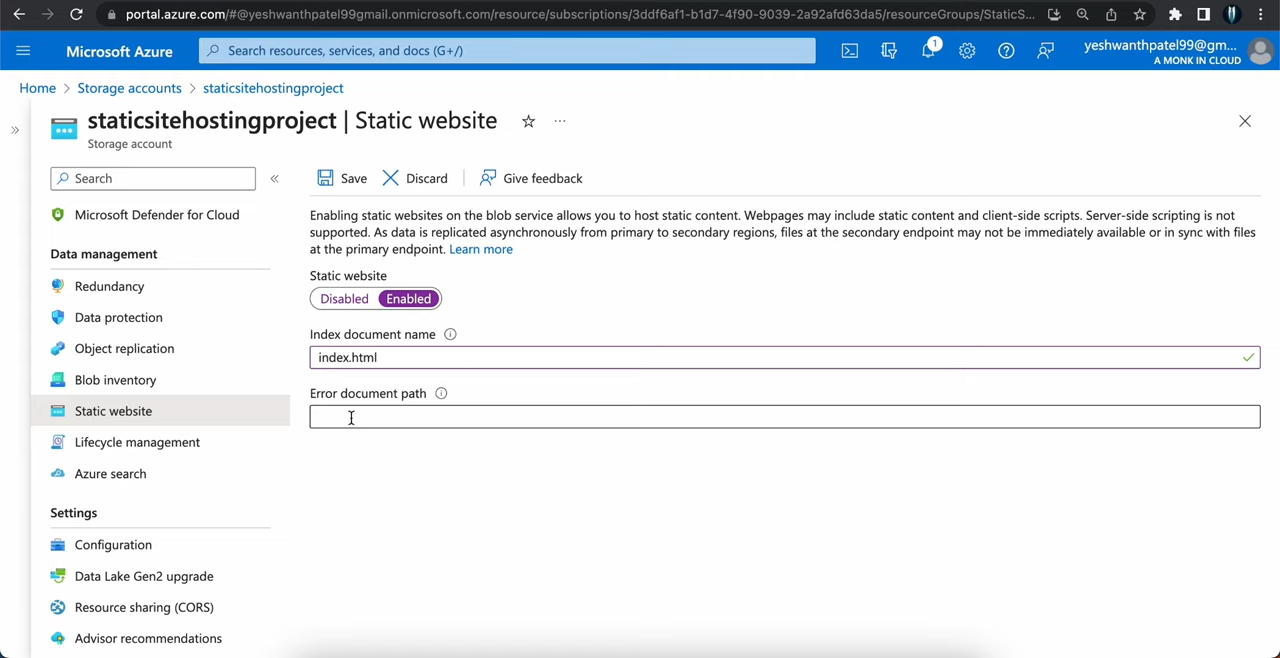 portal.azure.com/#@yeshwanthpatel99gmail.onmicrosoft.com/resource/subscriptions/3ddf6af1-b1d7-4f90-9039-2a92afd63da5/resourceGroups/StaticS...
Microsoft Azure
Search resources, services, and docs (G+/)
1
yeshwanthpatel99@gm...
A MONK IN CLOUD
Home > Storage accounts > staticsitehostingproject
staticsitehostingproject | Static website
Storage account
Search
Microsoft Defender for Cloud
Data management
Redundancy
Data protection
Object replication
Blob inventory
Static website
Lifecycle management
Azure search
Settings
Configuration
Data Lake Gen2 upgrade
Resource sharing (CORS)
Advisor recommendations
Save
Discard
Give feedback
Enabling static websites on the blob service allows you to host static content. Webpages may include static content and client-side scripts. Server-side scripting is not
supported. As data is replicated asynchronously from primary to secondary regions, files at the secondary endpoint may not be immediately available or in sync with files
at the primary endpoint. Learn more
Static website
Disabled Enabled
Index document name
index.html
Error document path